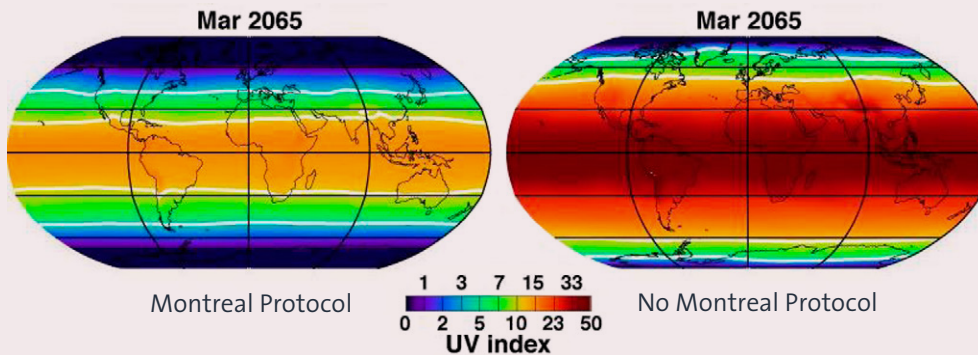 Mar 2065
Mar 2065
Montreal Protocol
No Montreal Protocol
1 3 7 15 33
0 2 5 10 23 50
UV index